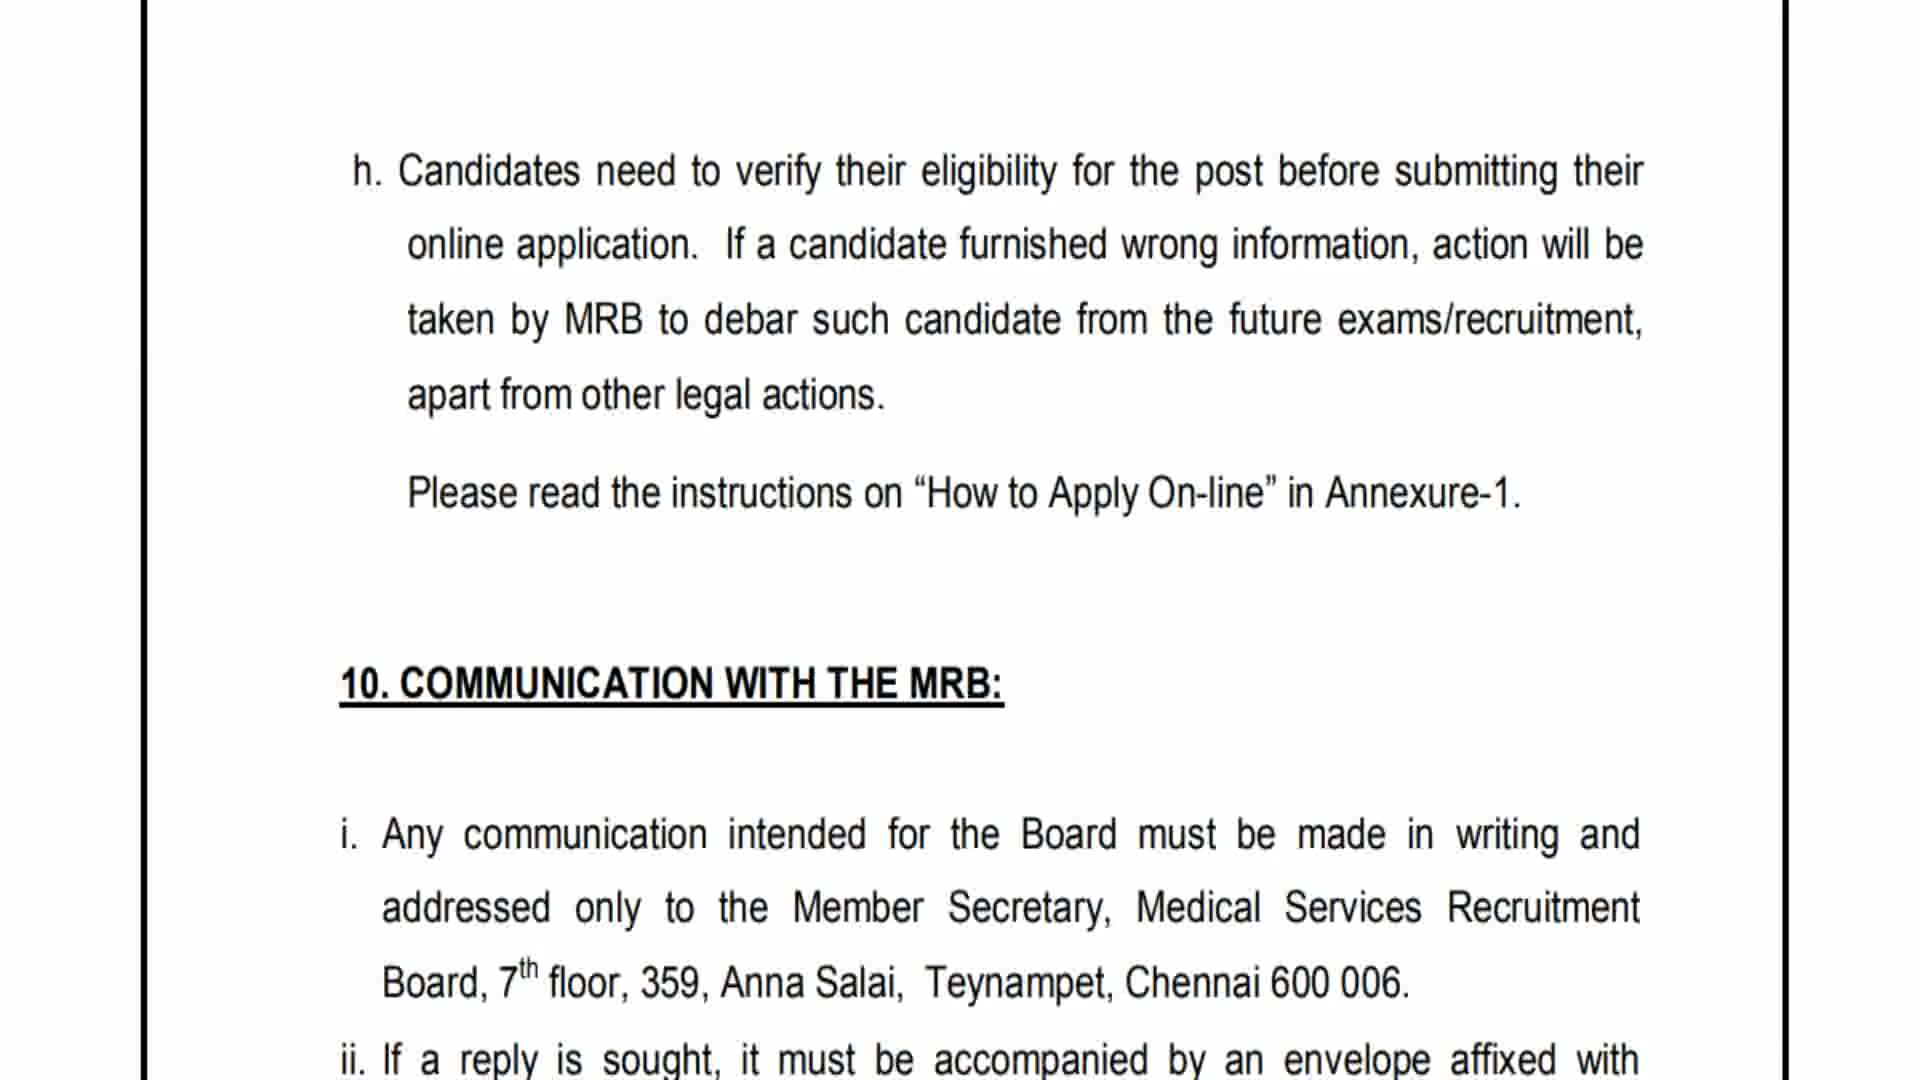 h. Candidates need to verify their eligibility for the post before submitting their
online application. If a candidate furnished wrong information, action will be
taken by MRB to debar such candidate from the future exams/recruitment,
apart from other legal actions.
Please read the instructions on “How to Apply On-line” in Annexure-1.
10. COMMUNICATION WITH THE MRB:
i. Any communication intended for the Board must be made in writing and
addressed only to the Member Secretary, Medical Services Recruitment
Board, 7th floor, 359, Anna Salai, Teynampet, Chennai 600 006.
ii. If a reply is sought, it must be accompanied by an envelope affixed with